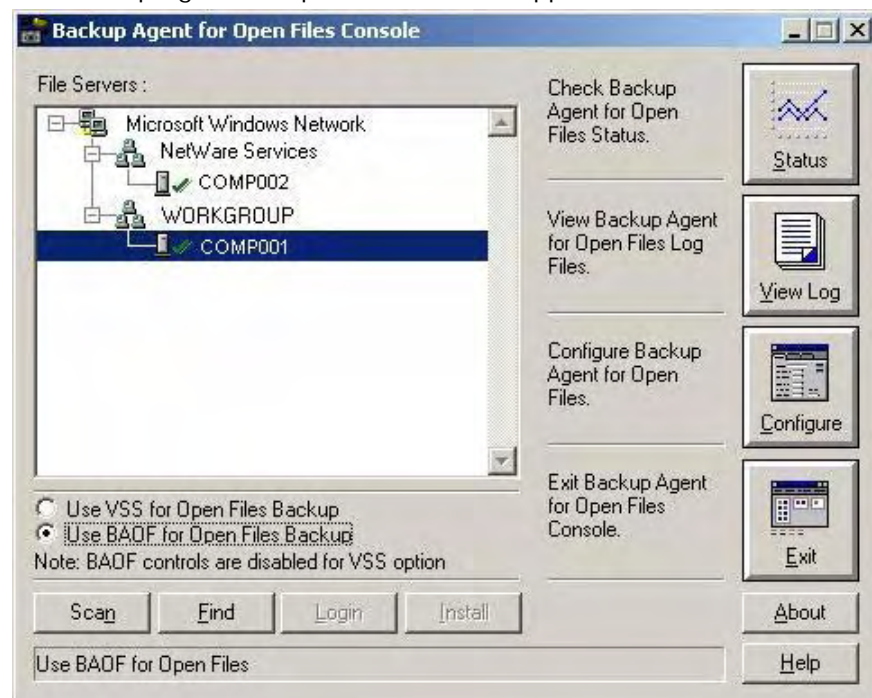 Backup Agent for Open Files Console
File Servers :
Microsoft Windows Network
NetWare Services
COMP002
WORKGROUP
COMP001
Use VSS for Open Files Backup
Use BAOF for Open Files Backup
Note: BAOF controls are disabled for VSS option
Scan
Find
Login
Install
Use BAOF for Open Files
Check Backup
Agent for Open
Files Status.
Status
View Backup Agent
for Open Files Log
Files.
View Log
Configure Backup
Agent for Open
Files.
Configure
Exit Backup Agent
for Open Files
Console.
Exit
About
Help